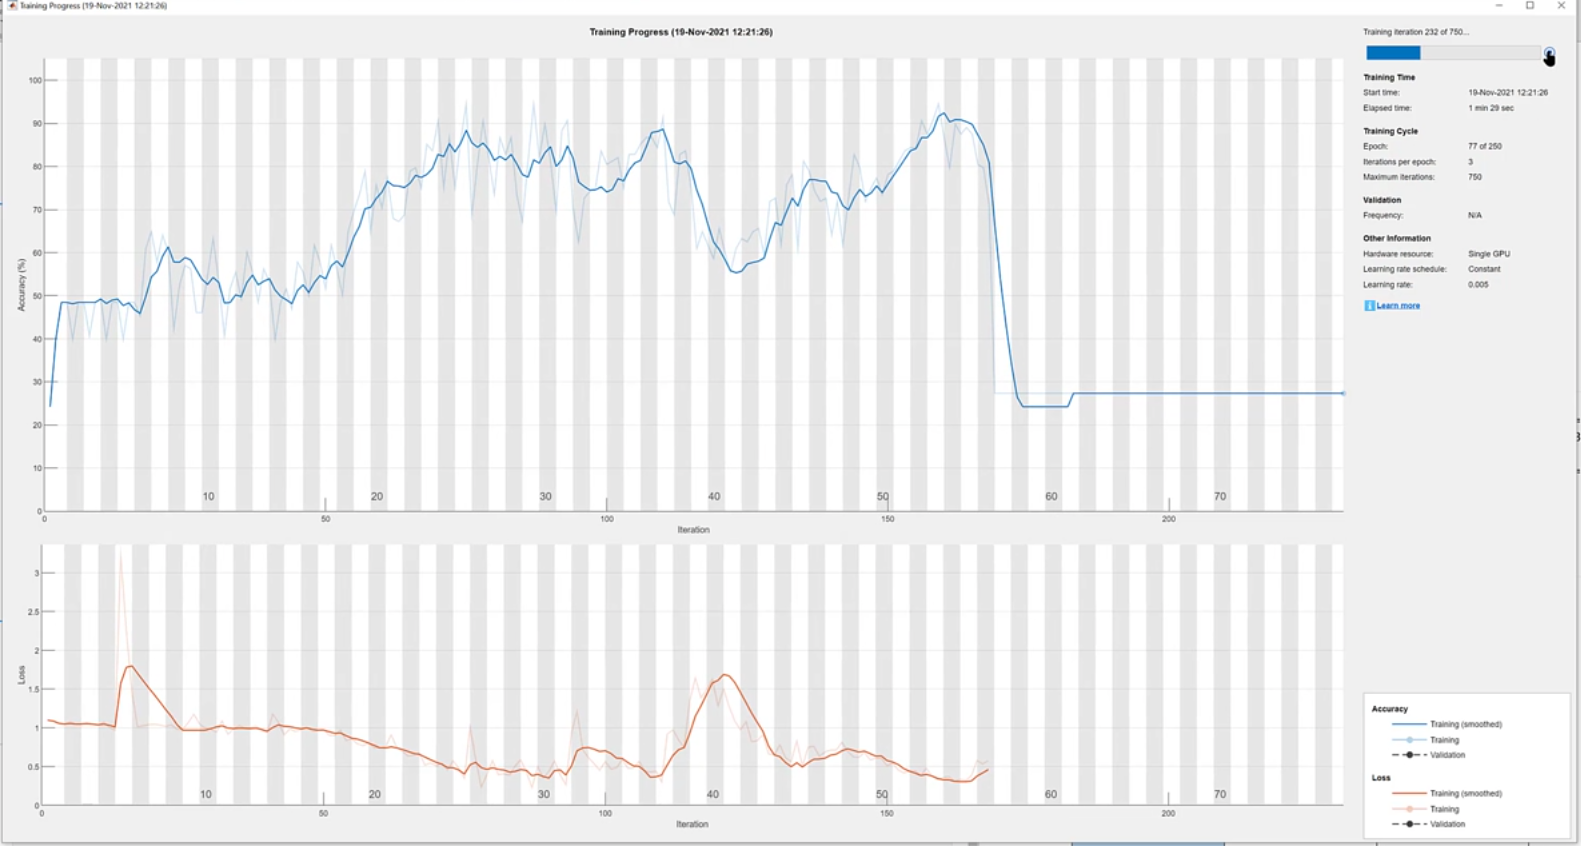 Training Progress (19-Nov-2021 12:21:26)
Training Progress (19-Nov-2021 12:21:26)
Training iteration 232 of 750...
Training Time
Start time: 19-Nov-2021 12:21:26
Elapsed time: 1 min 29 sec
Training Cycle
Epoch: 77 of 250
Iterations per epoch: 3
Maximum iterations: 750
Validation
Frequency: N/A
Other Information
Hardware resource: Single GPU
Learning rate schedule: Constant
Learning rate: 0.005
Learn more
Accuracy (%)
100
90
80
70
60
50
40
30
20
10
0
10 20 30 40 50 60 70
0 50 100 150 200
Iteration
Loss
3
2.5
2
1.5
1
0.5
0
10 20 30 40 50 60 70
0 50 100 150 200
Iteration
Accuracy
Training (smoothed)
Training
Validation
Loss
Training (smoothed)
Training
Validation